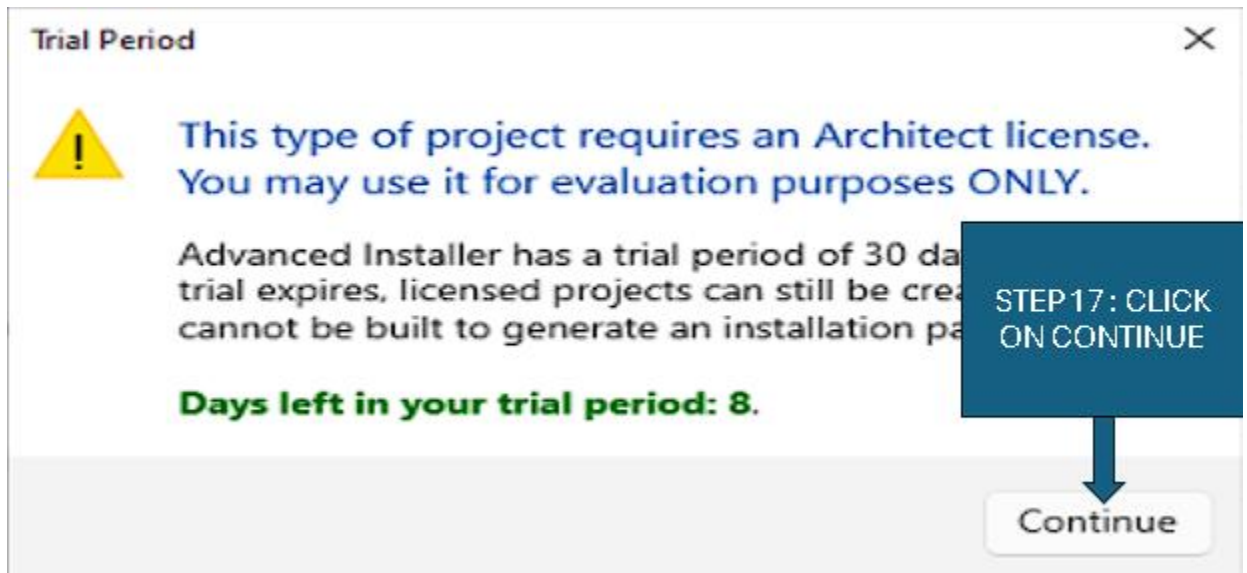 Trial Period
This type of project requires an Architect license.
You may use it for evaluation purposes ONLY.
Advanced Installer has a trial period of 30
trial expires, licensed projects can still be
cannot be built to generate an installation
Days left in your trial period: 8.
STEP 17 : CLICK
ON CONTINUE
Continue